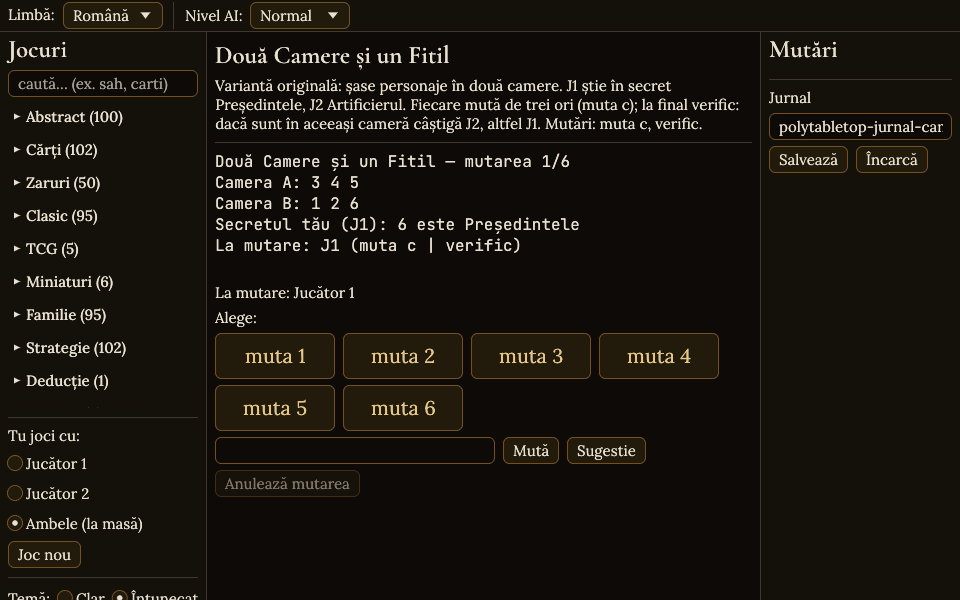 Limbă: Română Nivel AI: Normal
Jocuri
caută... (ex. sah, carti)
Abstract (100)
Cărți (102)
Zaruri (50)
Clasic (95)
TCG (5)
Miniaturi (6)
Familie (95)
Strategie (102)
Deducție (1)
Tu joci cu:
Jucător 1
Jucător 2
Ambele (la masă)
Joc nou
Temă: Clar Întunecat
Două Camere și un Fitil
Variantă originală: șase personaje în două camere. J1 știe în secret
Președintele, J2 Artificierul. Fiecare mută de trei ori (muta c); la final verific:
dacă sunt în aceeași cameră câștigă J2, altfel J1. Mutări: muta c, verific.
Două Camere și un Fitil — mutarea 1/6
Camera A: 3 4 5
Camera B: 1 2 6
Secretul tău (J1): 6 este Președintele
La mutare: J1 (muta c | verific)
La mutare: Jucător 1
Alege:
muta 1 muta 2 muta 3 muta 4
muta 5 muta 6
Mută Sugestie
Anulează mutarea
Mutări
Jurnal
polytabletop-jurnal-car
Salvează Încarcă